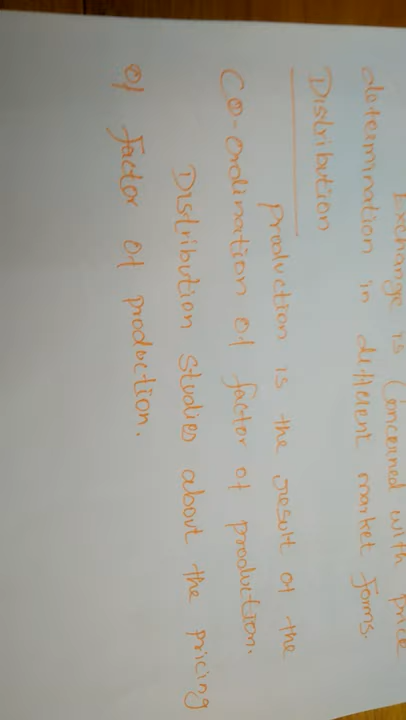 Exchange is Concerned with price
determination in different market forms.
Distribution
Production is the result of the
Co-ordination of factor of production.
Distribution studies about the pricing
of factor of production.